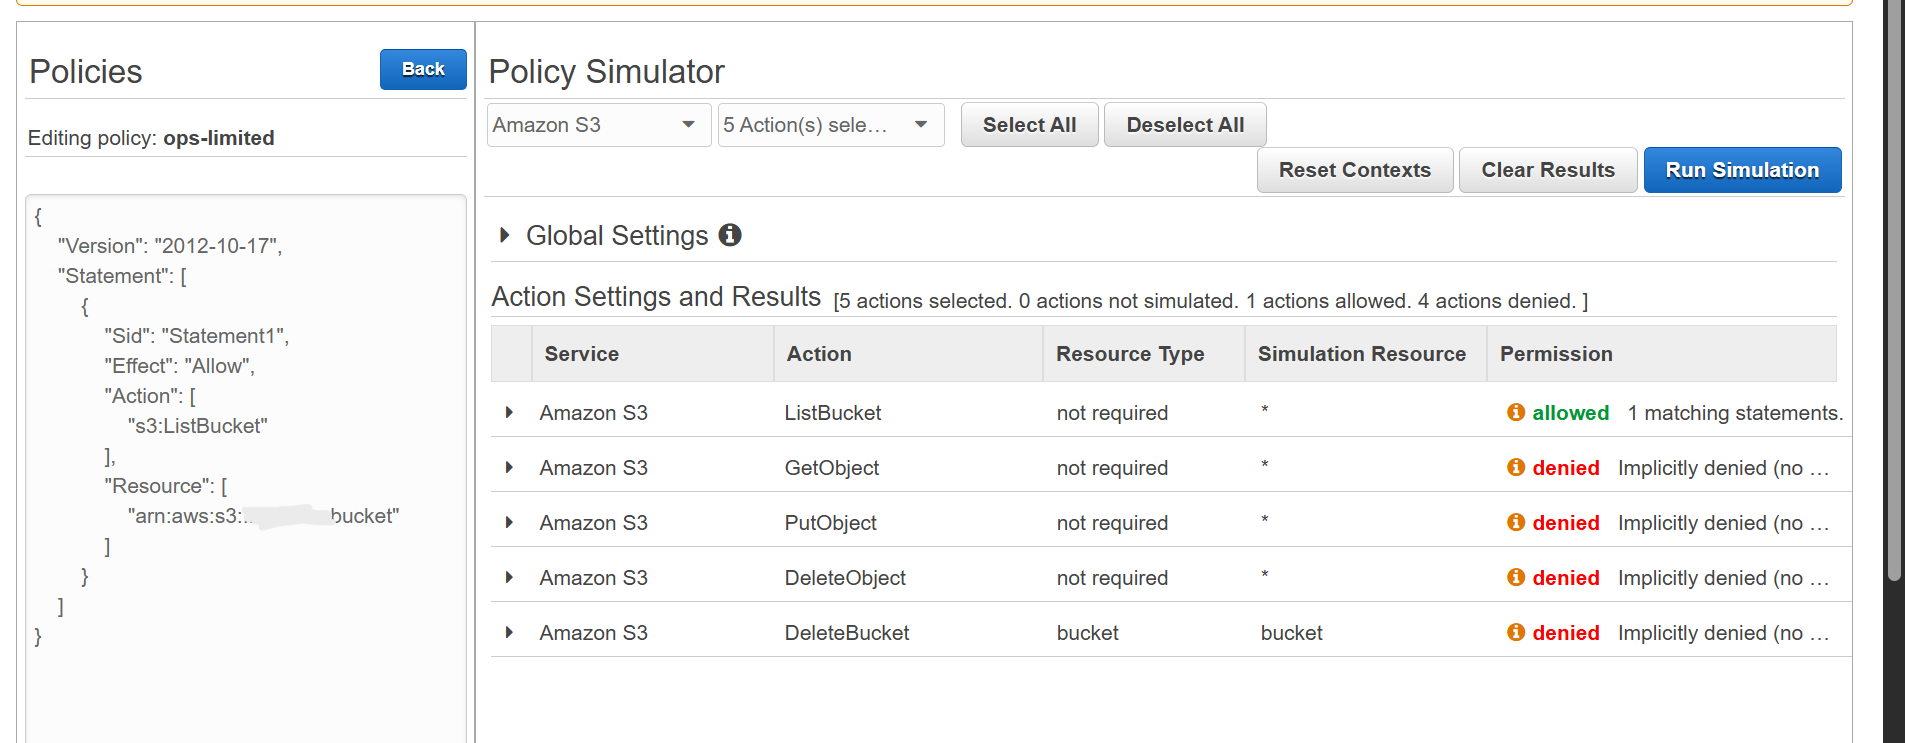 Policies
Back
Editing policy: ops-limited
{
"Version": "2012-10-17",
"Statement": [
{
"Sid": "Statement1",
"Effect": "Allow",
"Action": [
"s3:ListBucket"
],
"Resource": [
"arn:aws:s3:: bucket"
]
}
]
}
Policy Simulator
Amazon S3 5 Action(s) sele... Select All Deselect All
Reset Contexts Clear Results Run Simulation
Global Settings
Action Settings and Results [5 actions selected. 0 actions not simulated. 1 actions allowed. 4 actions denied. ]
Service Action Resource Type Simulation Resource Permission
Amazon S3 ListBucket not required * allowed 1 matching statements.
Amazon S3 GetObject not required * denied Implicitly denied (no ...
Amazon S3 PutObject not required * denied Implicitly denied (no ...
Amazon S3 DeleteObject not required * denied Implicitly denied (no ...
Amazon S3 DeleteBucket bucket bucket denied Implicitly denied (no ...